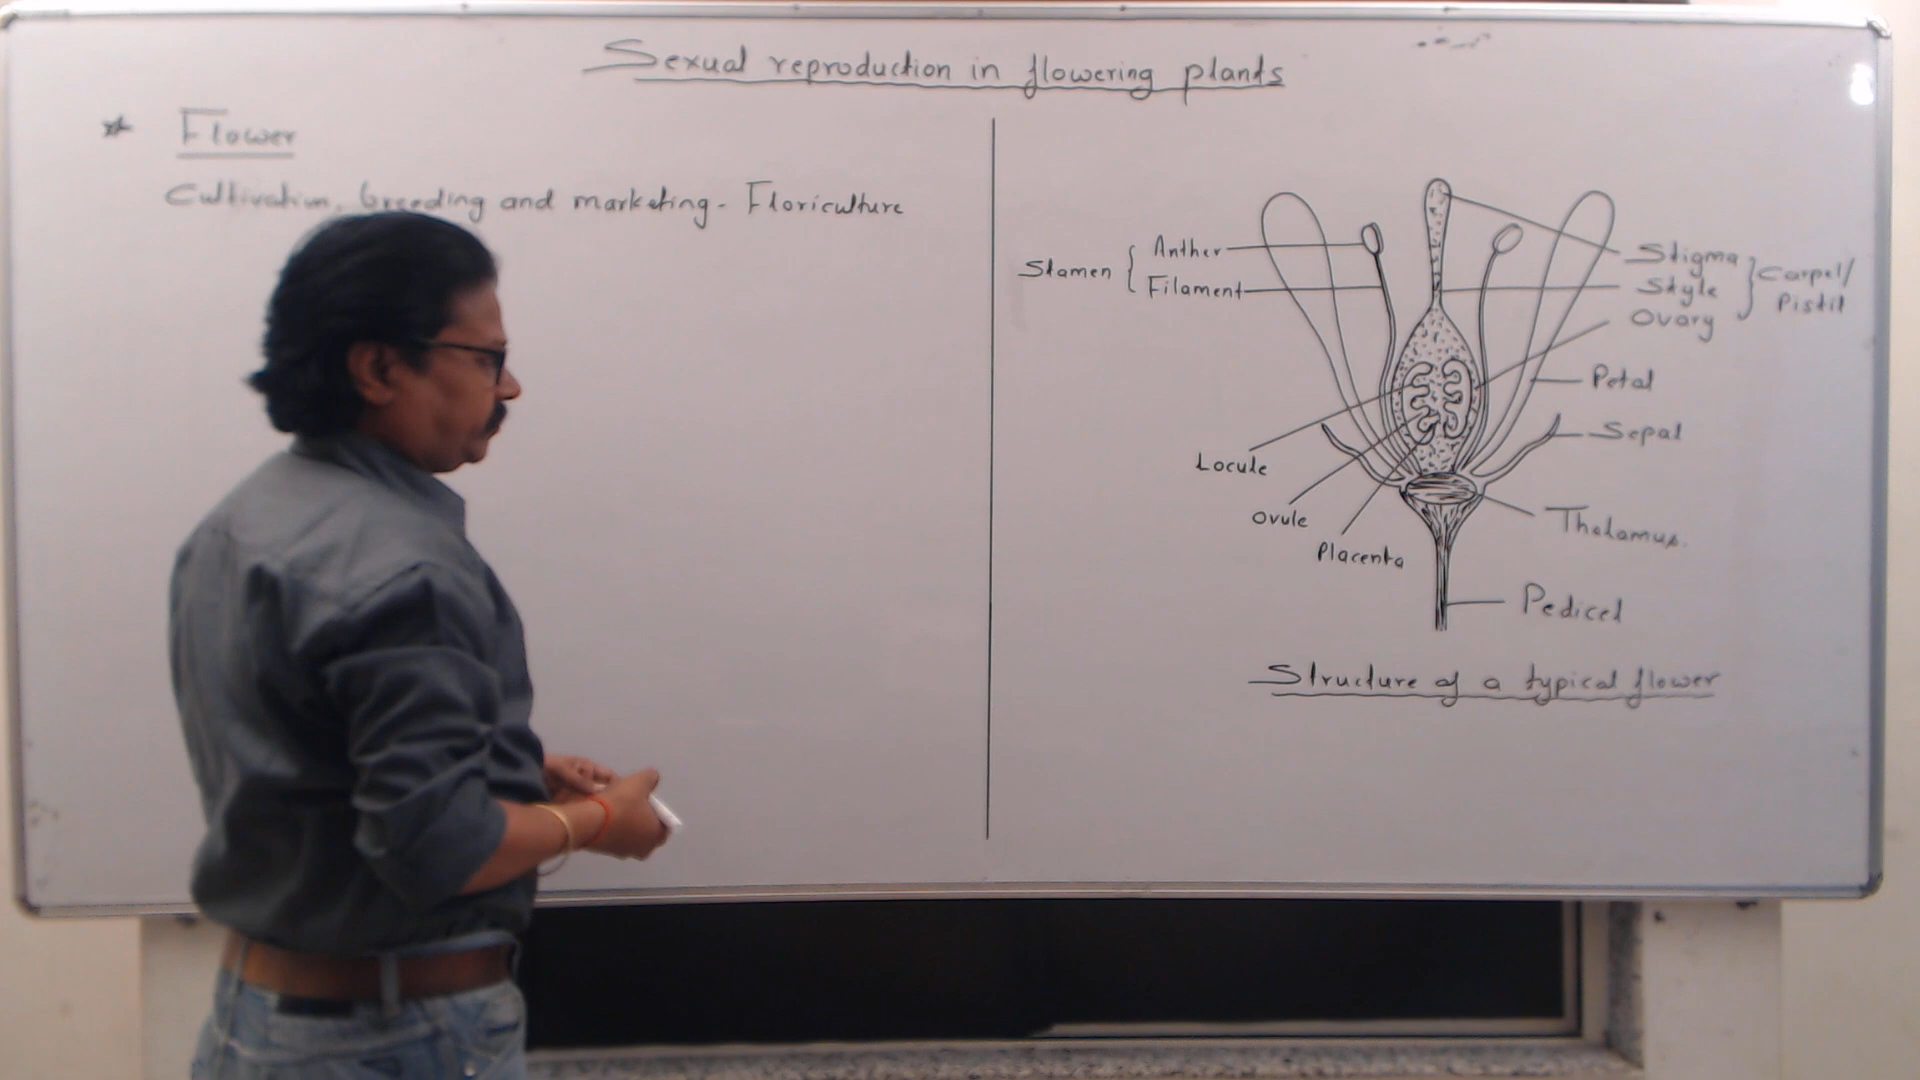 Sexual reproduction in flowering plants
* Flower
Cultivation, breeding and marketing - Floriculture
Stamen { Anther
Filament
Stigma } Carpel/
Style Pistil
Ovary
Petal
Sepal
Locule
Ovule
Placenta
Thalamus.
Pedicel
Structure of a typical flower